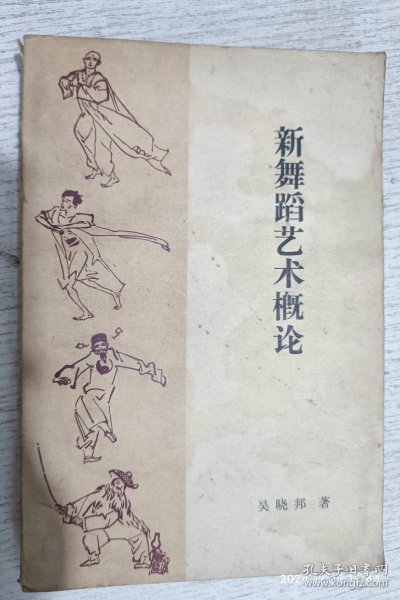 新舞蹈艺术概论
吴晓邦 著
孔夫子旧书网